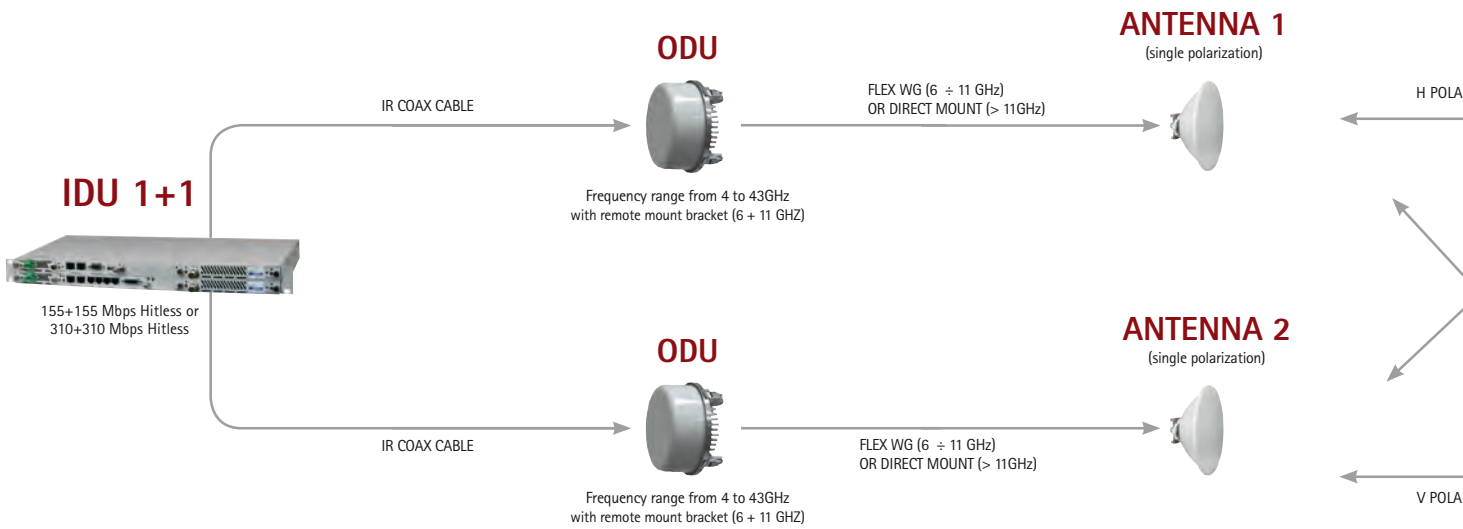 ANTENNA 1
(single polarization)
ODU
FLEX WG (6 ÷ 11 GHz)
OR DIRECT MOUNT (> 11GHz)
IR COAX CABLE
H POLA
Frequency range from 4 to 43GHz
with remote mount bracket (6 + 11 GHZ)
IDU 1+1
155+155 Mbps Hitless or
310+310 Mbps Hitless
ANTENNA 2
(single polarization)
ODU
IR COAX CABLE
FLEX WG (6 ÷ 11 GHz)
OR DIRECT MOUNT (> 11GHz)
V POLA
Frequency range from 4 to 43GHz
with remote mount bracket (6 + 11 GHZ)